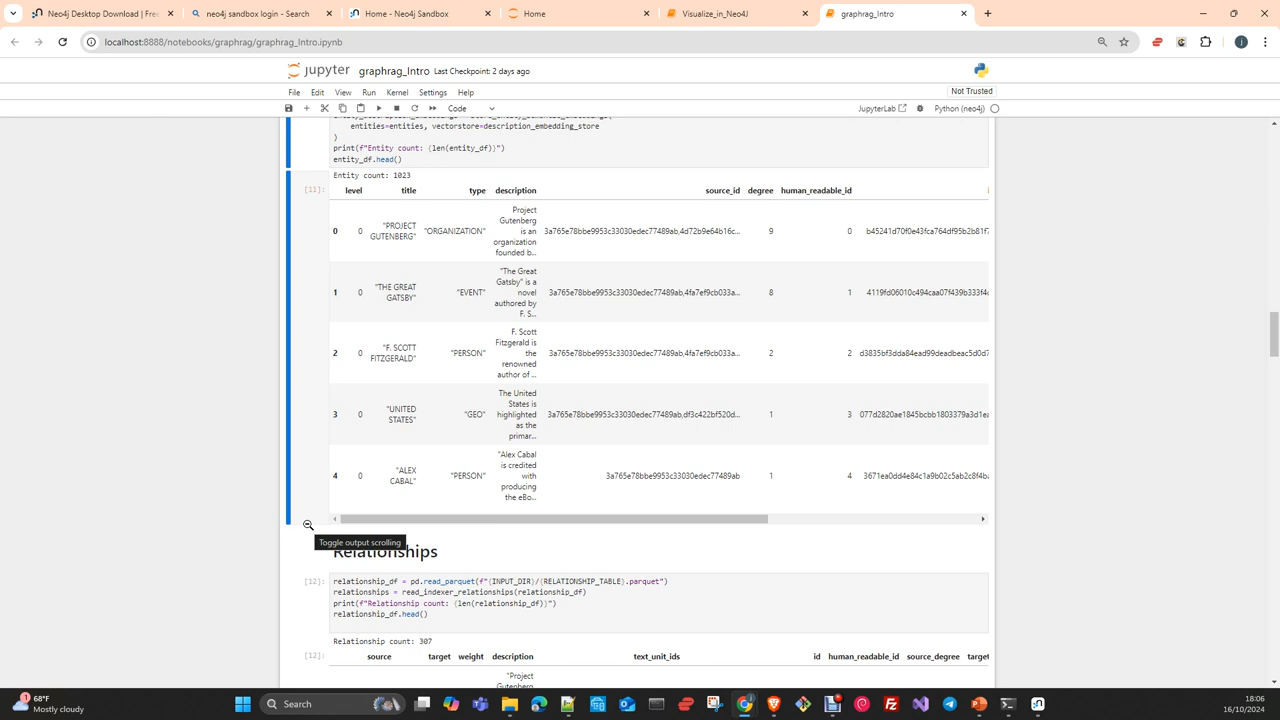 Neo4j Desktop Download | Free
neo4j sandbox login - Search
Home - Neo4j Sandbox
Home
Visualize_in_Neo4J
graphrag_Intro
localhost:8888/notebooks/graphrag/graphrag_Intro.ipynb
jupyter graphrag_Intro Last Checkpoint: 2 days ago
File Edit View Run Kernel Settings Help
Not Trusted
Code
JupyterLab Python (neo4j)
entities=entities, vectorstore=description_embedding_store
)
print(f"Entity count: {len(entity_df)}")
entity_df.head()
Entity count: 1023
[11]:
level title type description source_id degree human_readable_id
0 0 "PROJECT GUTENBERG" "ORGANIZATION" Project Gutenberg is an organization founded b... 3a765e78bbe9953c33030edec77489ab,4d72b9e64b16c... 9 0 b45241d70f0e43fca764df95b2b81f7
1 0 "THE GREAT GATSBY" "EVENT" "The Great Gatsby" is a novel authored by F. S... 3a765e78bbe9953c33030edec77489ab,4fa7ef9cb033a... 8 1 4119fd06010c494caa07f439b333f4
2 0 "F. SCOTT FITZGERALD" "PERSON" F. Scott Fitzgerald is the renowned author of ... 3a765e78bbe9953c33030edec77489ab,4fa7ef9cb033a... 2 2 d3835bf3dda84ead99deadbeac5d0d7
3 0 "UNITED STATES" "GEO" The United States is highlighted as the primar... 3a765e78bbe9953c33030edec77489ab,df3c422bf520d... 1 3 077d2820ae1845bcbb1803379a3d1ea
4 0 "ALEX CABAL" "PERSON" "Alex Cabal is credited with producing the eBo... 3a765e78bbe9953c33030edec77489ab 1 4 3671ea0dd4e84c1a9b02c5ab2c8f4ba
Toggle output scrolling
Relationships
[12]:
relationship_df = pd.read_parquet(f"{INPUT_DIR}/{RELATIONSHIP_TABLE}.parquet")
relationships = read_indexer_relationships(relationship_df)
print(f"Relationship count: {len(relationship_df)}")
relationship_df.head()
Relationship count: 307
[12]:
source target weight description text_unit_ids id human_readable_id source_degree target
"Project
Gutenberg
68°F
Mostly cloudy
Search
18:06
16/10/2024